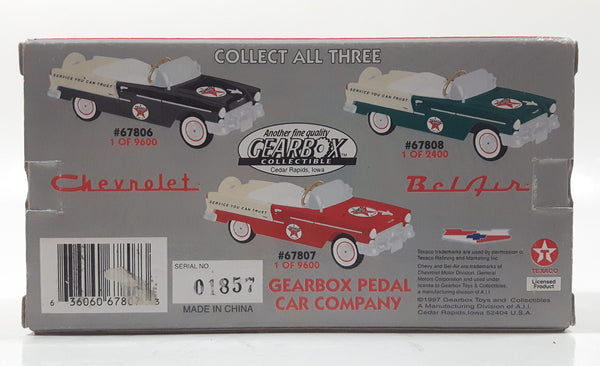 COLLECT ALL THREE
SERVICE YOU CAN TRUST
SERVICE YOU CAN TRUST
#67806
1 OF 9600
Another fine quality
GEARBOX
COLLECTIBLE
TM
Cedar Rapids, Iowa
#67808
1 OF 2400
Chevrolet
Bel Air
SERVICE YOU CAN TRUST
#67807
1 OF 9600
SERIAL NO.
01857
MADE IN CHINA
GEARBOX PEDAL
CAR COMPANY
Texaco trademarks are used by permission of
Texaco Refining and Marketing Inc.
Chevy and Bel-Air are trademarks of
Chevrolet Motor Division, General
Motors Corporation and used under
license to Gearbox Toys & Collectibles,
a manufacturing division of A.I.I.
©1997 Gearbox Toys and Collectibles
A Manufacturing Division of A.I.I.
Cedar Rapids, Iowa 52404 U.S.A.
TEXACO
Licensed
Product
6 36060 678